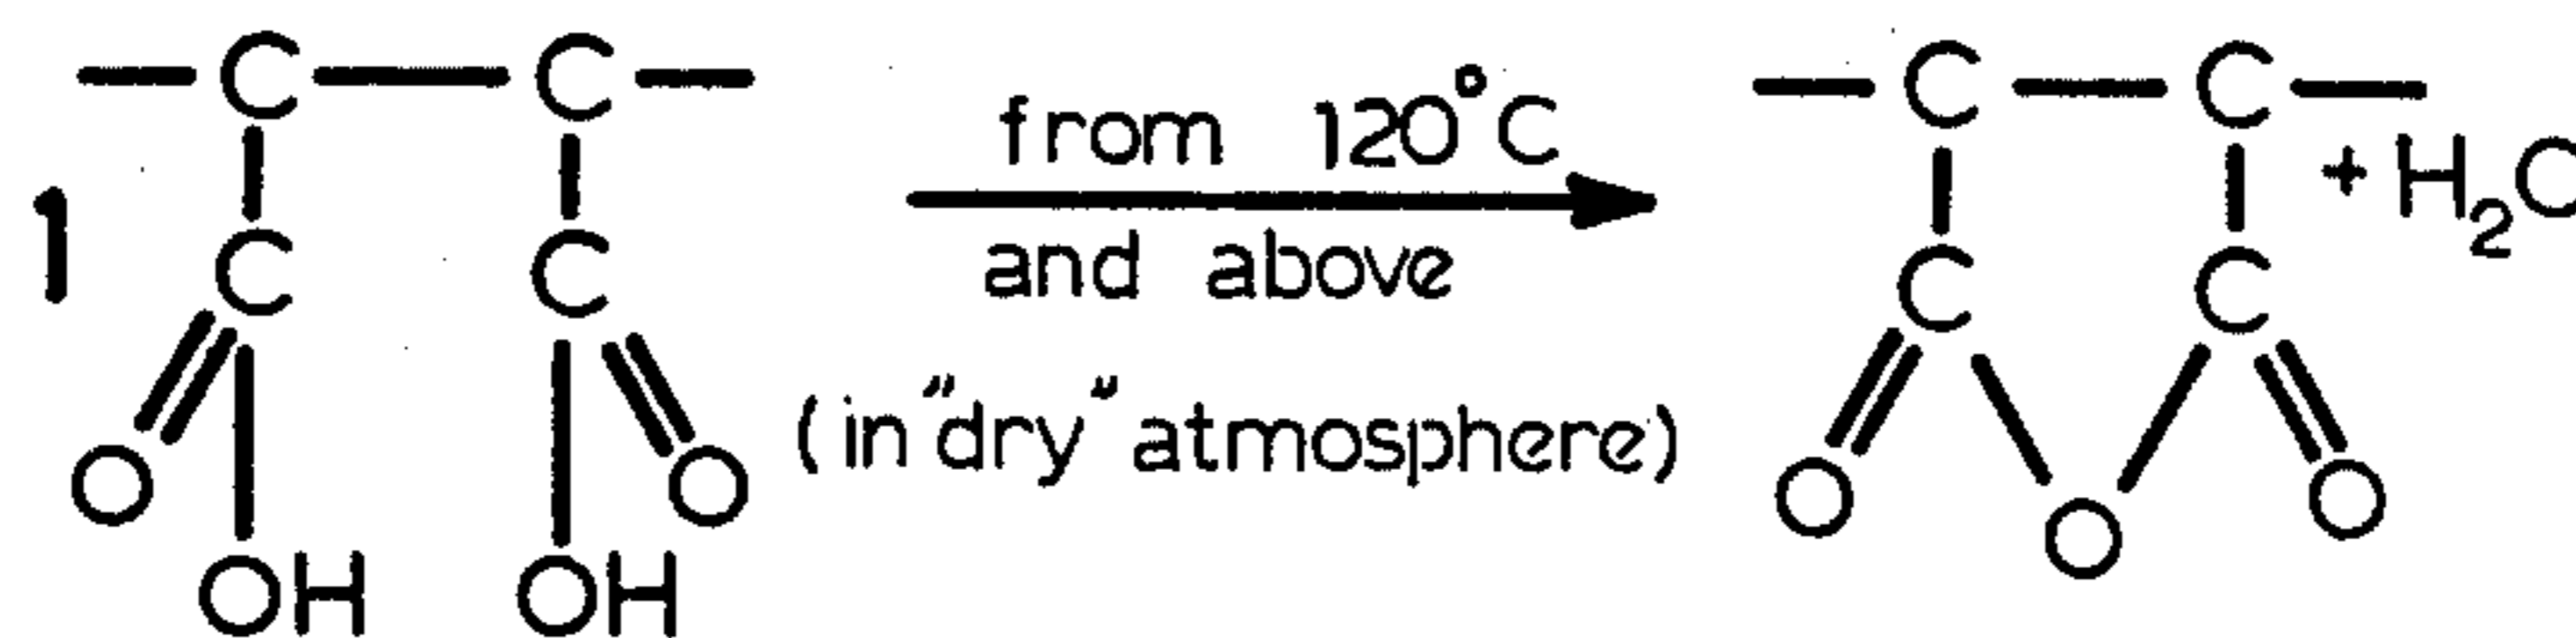 — C — C —
1
C C
O OH OH O
from 120°C
and above
(in "dry" atmosphere)
— C — C —
+ H₂O
C C
O O O